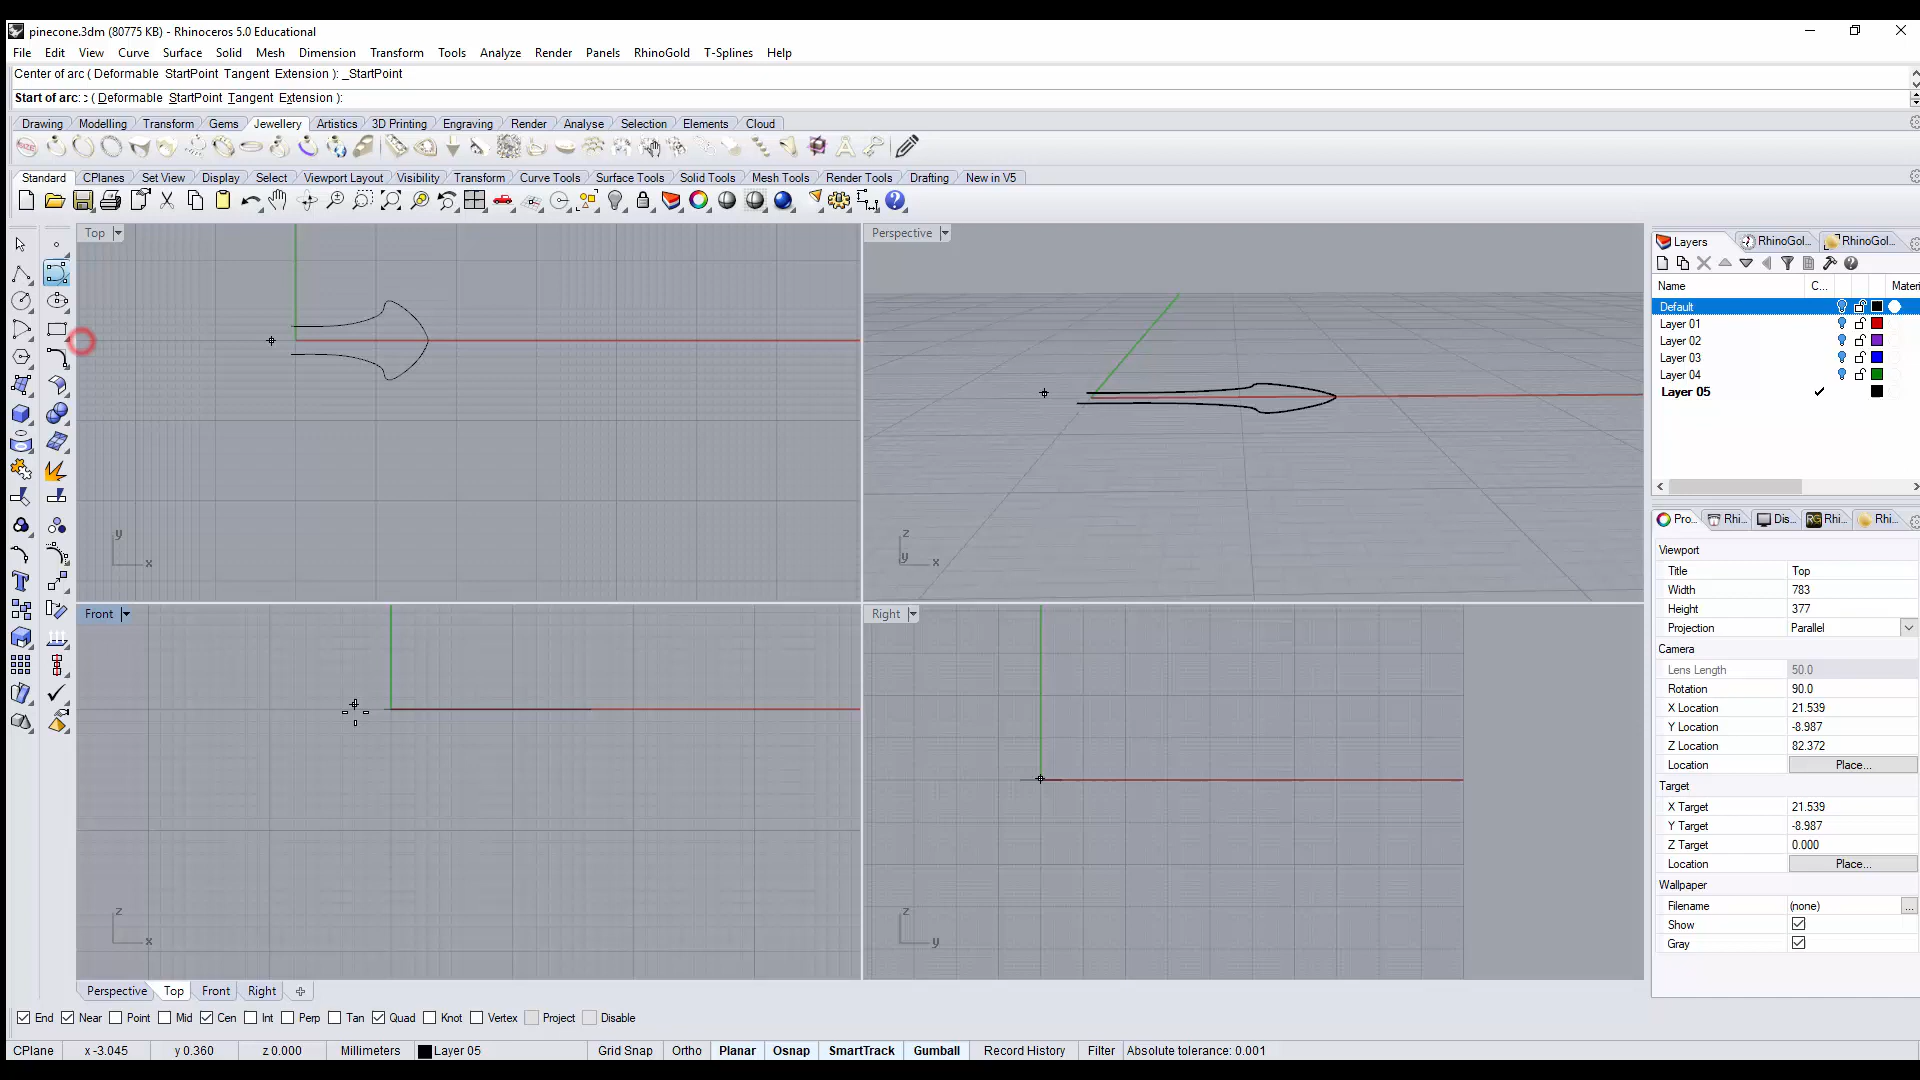 pinecone.3dm (80775 KB) - Rhinoceros 5.0 Educational
File Edit View Curve Surface Solid Mesh Dimension Transform Tools Analyze Render Panels RhinoGold T-Splines Help
Center of arc ( Deformable StartPoint Tangent Extension ): _StartPoint
Start of arc: : ( Deformable StartPoint Tangent Extension ):
Drawing Modelling Transform Gems Jewellery Artistics 3D Printing Engraving Render Analyse Selection Elements Cloud
Standard CPlanes Set View Display Select Viewport Layout Visibility Transform Curve Tools Surface Tools Solid Tools Mesh Tools Render Tools Drafting New in V5
Top
Perspective
Layers RhinoGol... RhinoGol...
Name C... Materi
Default
Layer 01
Layer 02
Layer 03
Layer 04
Layer 05
y
x
z
y
x
Front
Right
z
x
z
y
Pro... Rhi... Dis... Rhi... Rhi...
Viewport
Title Top
Width 783
Height 377
Projection Parallel
Camera
Lens Length 50.0
Rotation 90.0
X Location 21.539
Y Location -8.987
Z Location 82.372
Location Place...
Target
X Target 21.539
Y Target -8.987
Z Target 0.000
Location Place...
Wallpaper
Filename (none) ...
Show
Gray
Perspective Top Front Right
End Near Point Mid Cen Int Perp Tan Quad Knot Vertex Project Disable
CPlane x -3.045 y 0.360 z 0.000 Millimeters Layer 05 Grid Snap Ortho Planar Osnap SmartTrack Gumball Record History Filter Absolute tolerance: 0.001